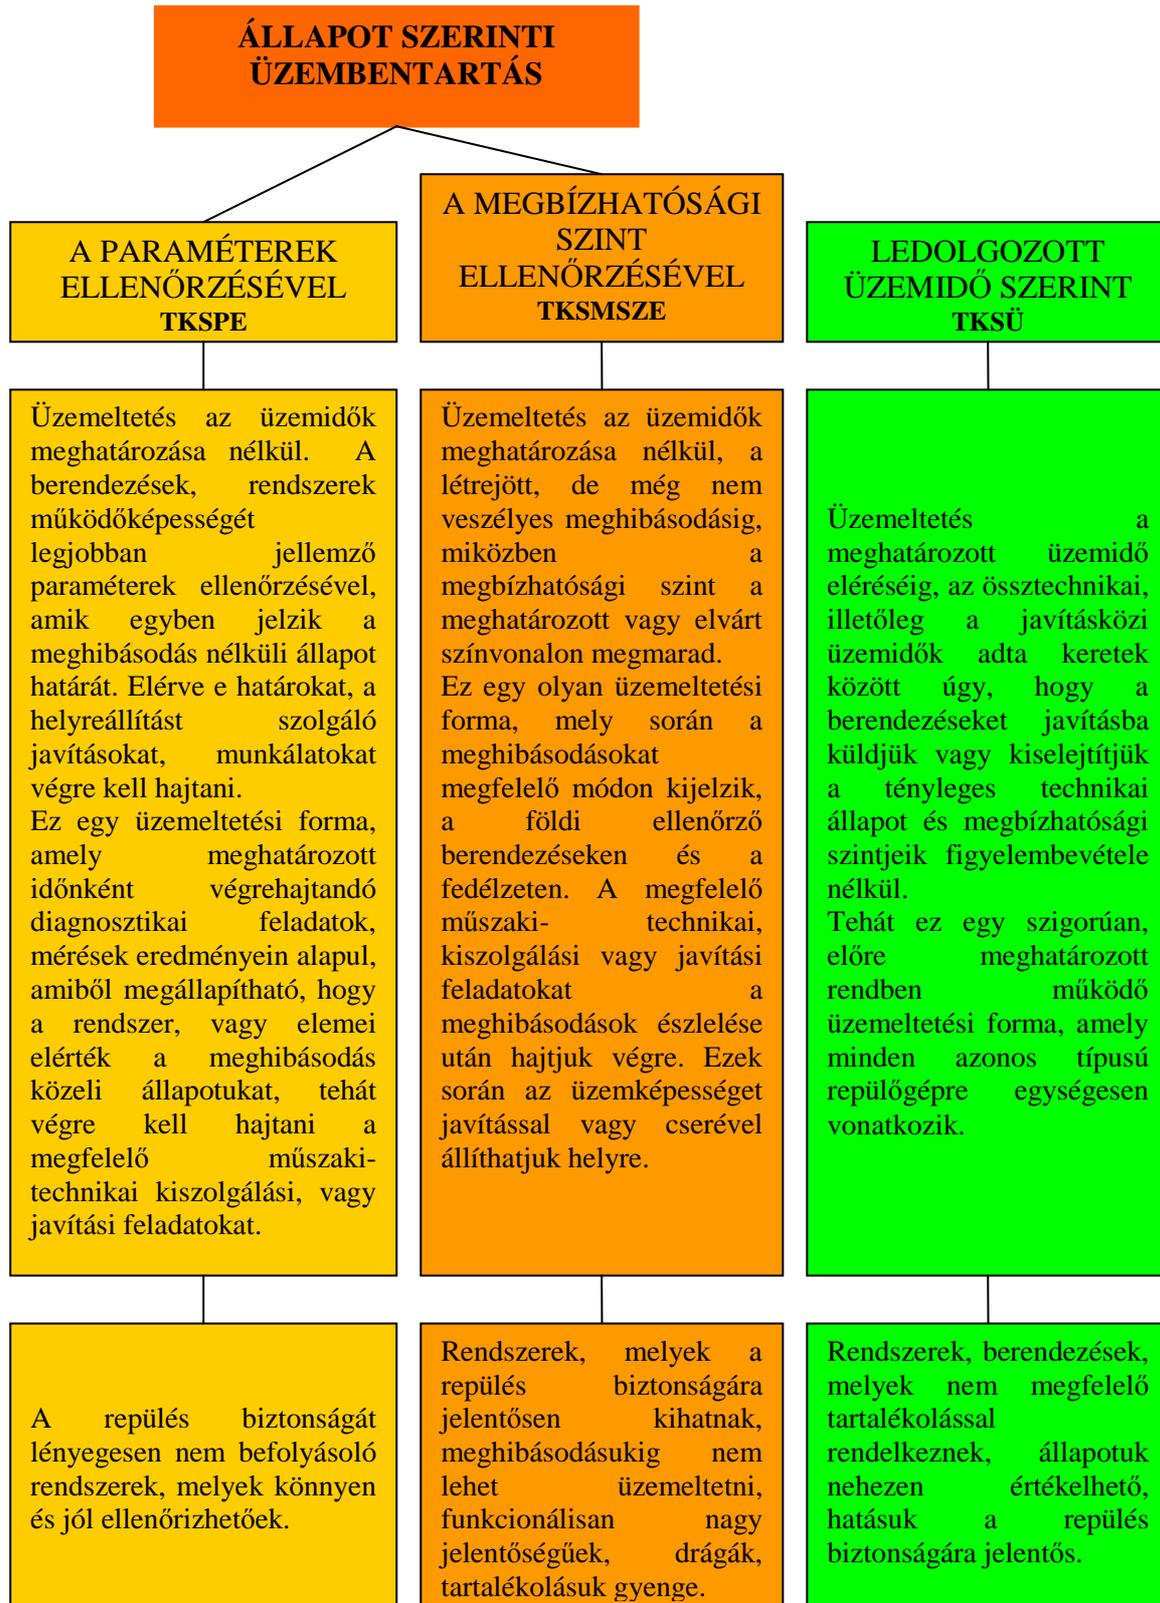 ÁLLAPOT SZERINTI
ÜZEMBENTARTÁS
A PARAMÉTEREK
ELLENŐRZÉSÉVEL
TKSPE
A MEGBÍZHATÓSÁGI
SZINT
ELLENŐRZÉSÉVEL
TKSMSZE
LEDOLGOZOTT
ÜZEMIDŐ SZERINT
TKSÜ
Üzemeltetés az üzemidők
meghatározása nélkül. A
berendezések, rendszerek
működőképességét
legjobban jellemző
paraméterek ellenőrzésével,
amik egyben jelzik a
meghibásodás nélküli állapot
határát. Elérve e határokat, a
helyreállítást szolgáló
javításokat, munkálatokat
végre kell hajtani.
Ez egy üzemeltetési forma,
amely meghatározott
időnként végrehajtandó
diagnosztikai feladatok,
mérések eredményein alapul,
amiből megállapítható, hogy
a rendszer, vagy elemei
elérték a meghibásodás
közeli állapotukat, tehát
végre kell hajtani a
megfelelő műszaki-
technikai kiszolgálási, vagy
javítási feladatokat.
Üzemeltetés az üzemidők
meghatározása nélkül, a
létrejött, de még nem
veszélyes meghibásodásig,
miközben a
megbízhatósági szint a
meghatározott vagy elvárt
színvonalon megmarad.
Ez egy olyan üzemeltetési
forma, mely során a
meghibásodásokat
megfelelő módon kijelzik,
a földi ellenőrző
berendezéseken és a
fedélzeten. A megfelelő
műszaki- technikai,
kiszolgálási vagy javítási
feladatokat a
meghibásodások észlelése
után hajtjuk végre. Ezek
során az üzemképességet
javítással vagy cserével
állíthatjuk helyre.
Üzemeltetés a
meghatározott üzemidő
eléréséig, az össztechnikai,
illetőleg a javításközi
üzemidők adta keretek
között úgy, hogy a
berendezéseket javításba
küldjük vagy kiselejtítjük
a tényleges technikai
állapot és megbízhatósági
szintjeik figyelembevétele
nélkül.
Tehát ez egy szigorúan,
előre meghatározott
rendben működő
üzemeltetési forma, amely
minden azonos típusú
repülőgépre egységesen
vonatkozik.
A repülés biztonságát
lényegesen nem befolyásoló
rendszerek, melyek könnyen
és jól ellenőrizhetőek.
Rendszerek, melyek a
repülés biztonságára
jelentősen kihatnak,
meghibásodásukig nem
lehet üzemeltetni,
funkcionálisan nagy
jelentőségűek, drágák,
tartalékolásuk gyenge.
Rendszerek, berendezések,
melyek nem megfelelő
tartalékolással
rendelkeznek, állapotuk
nehezen értékelhető,
hatásuk a repülés
biztonságára jelentős.